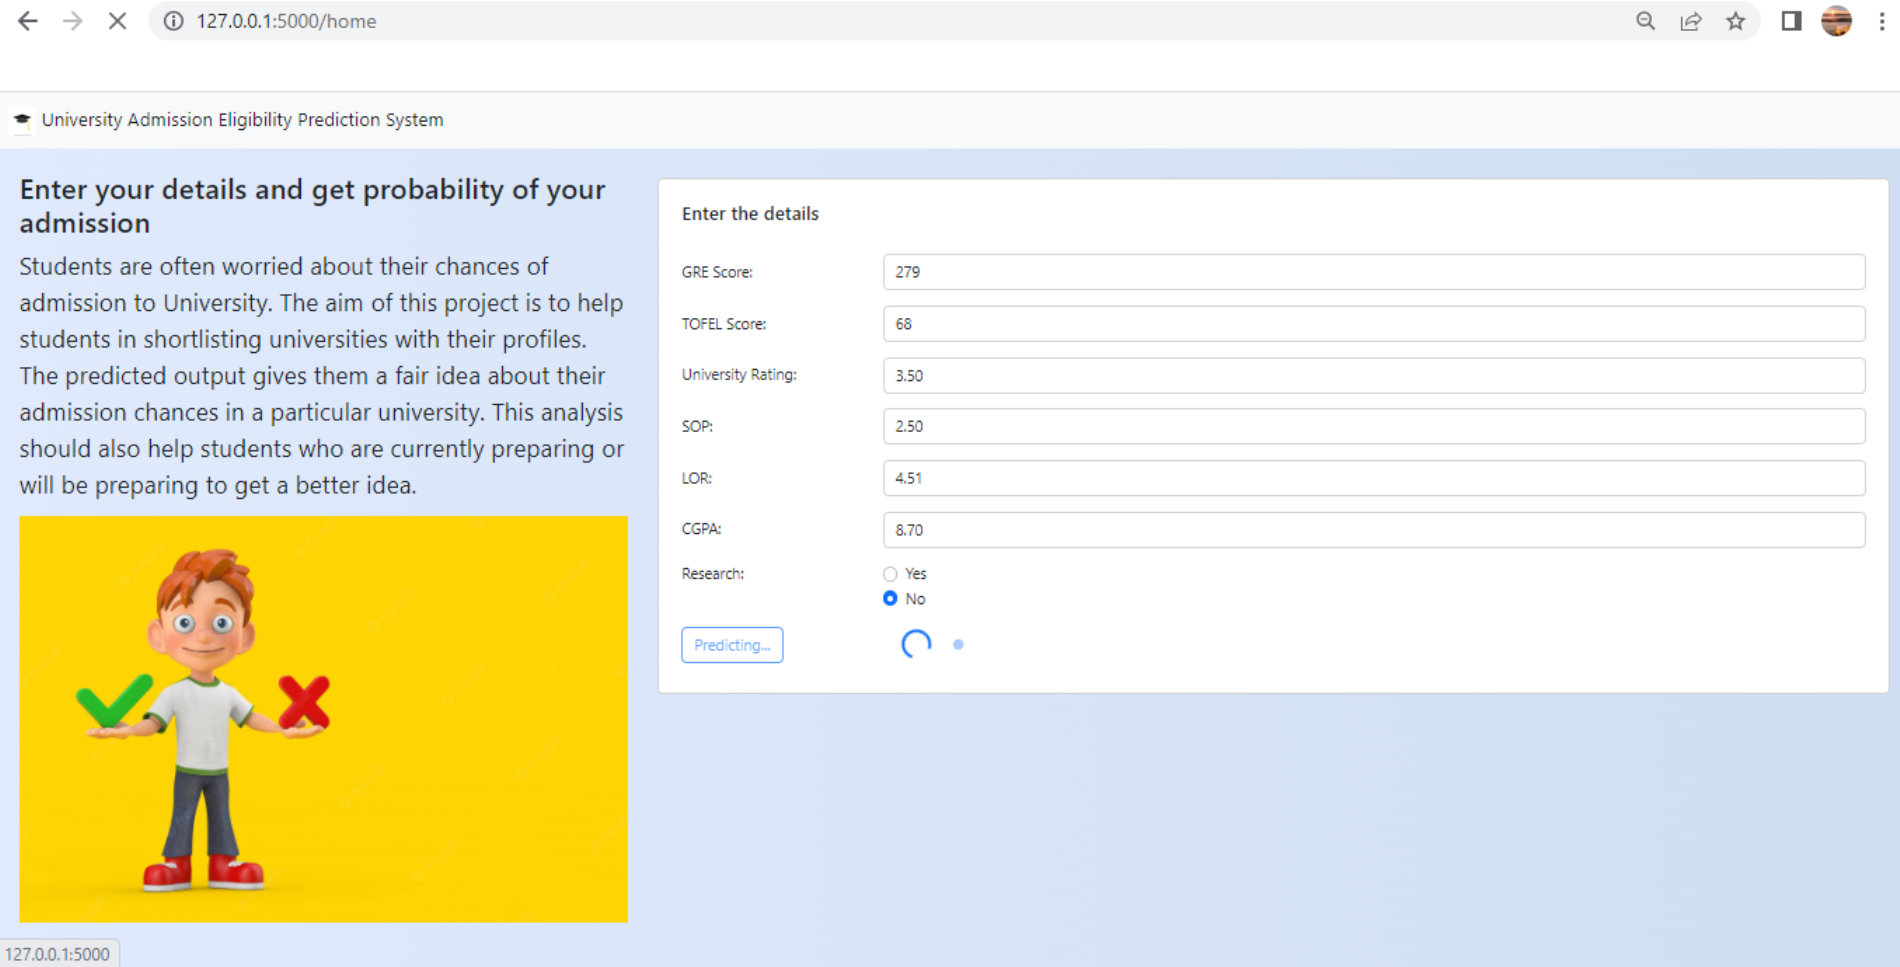 127.0.0.1:5000/home
University Admission Eligibility Prediction System
Enter your details and get probability of your
admission
Students are often worried about their chances of
admission to University. The aim of this project is to help
students in shortlisting universities with their profiles.
The predicted output gives them a fair idea about their
admission chances in a particular university. This analysis
should also help students who are currently preparing or
will be preparing to get a better idea.
Enter the details
GRE Score: 279
TOFEL Score: 68
University Rating: 3.50
SOP: 2.50
LOR: 4.51
CGPA: 8.70
Research: Yes
No
Predicting...
127.0.0.1:5000